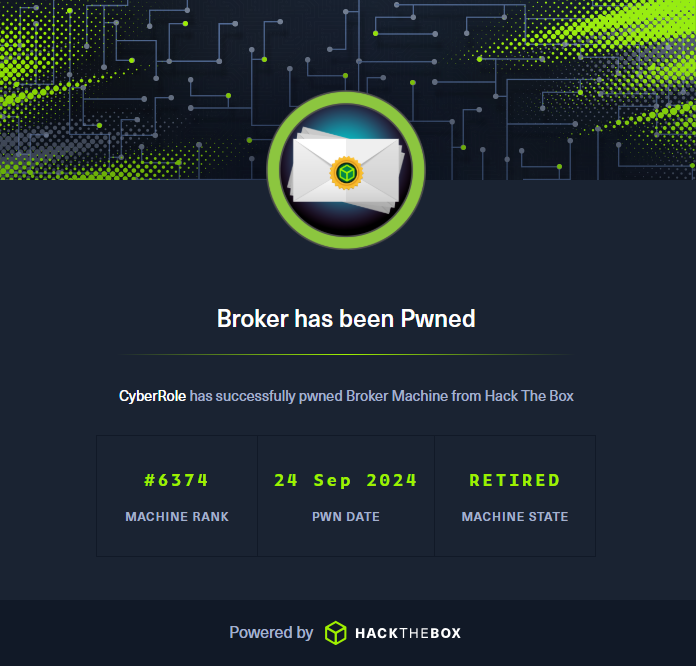 Broker has been Pwned
CyberRole has successfully pwned Broker Machine from Hack The Box
#6374
MACHINE RANK
24 Sep 2024
PWN DATE
RETIRED
MACHINE STATE
Powered by HACKTHEBOX